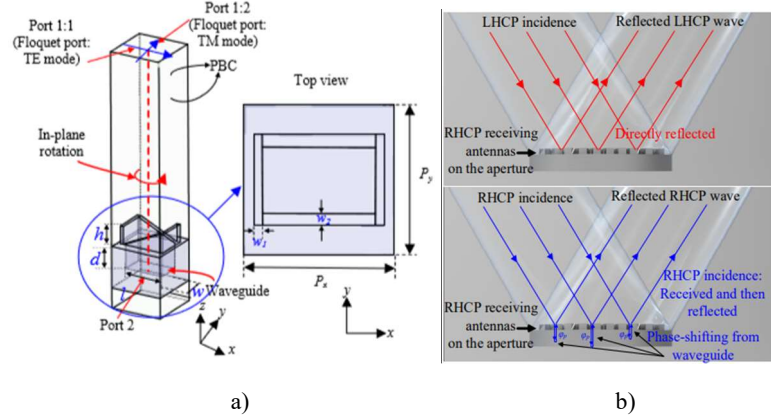 Port 1:1
(Floquet port:
TE mode)
Port 1:2
(Floquet port:
TM mode)
PBC
In-plane
rotation
h
d
l
w
Waveguide
Port 2
z
y
x
Top view
w₂
w₁
Pᵧ
Pₓ
y
x
a)
LHCP incidence
Reflected LHCP wave
RHCP receiving
antennas
on the aperture
Directly reflected
RHCP incidence
Reflected RHCP wave
RHCP incidence:
Received and then
reflected
RHCP receiving
antennas
on the aperture
Phase-shifting from
waveguide
b)